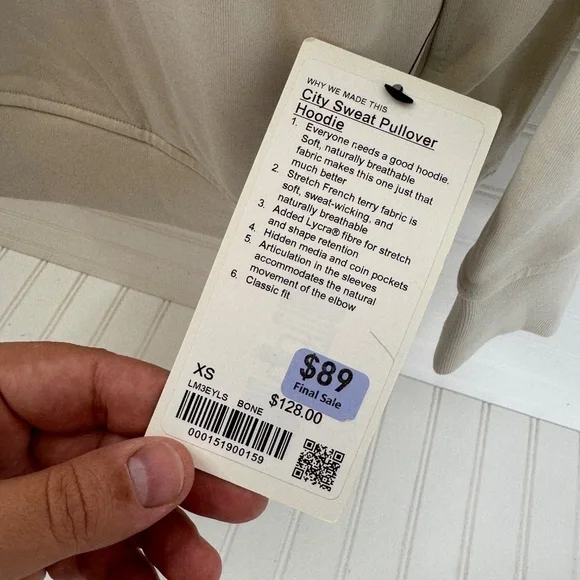 WHY WE MADE THIS
City Sweat Pullover
Hoodie
1. Everyone needs a good hoodie.
Soft, naturally breathable
fabric makes this one just that
much better
2. Stretch French terry fabric is
soft, sweat-wicking, and
naturally breathable
3. Added Lycra® fibre for stretch
and shape retention
4. Hidden media and coin pockets
5. Articulation in the sleeves
accommodates the natural
movement of the elbow
6. Classic fit
$89
Final Sale
XS
LM3EYLS BONE $128.00
000151900159